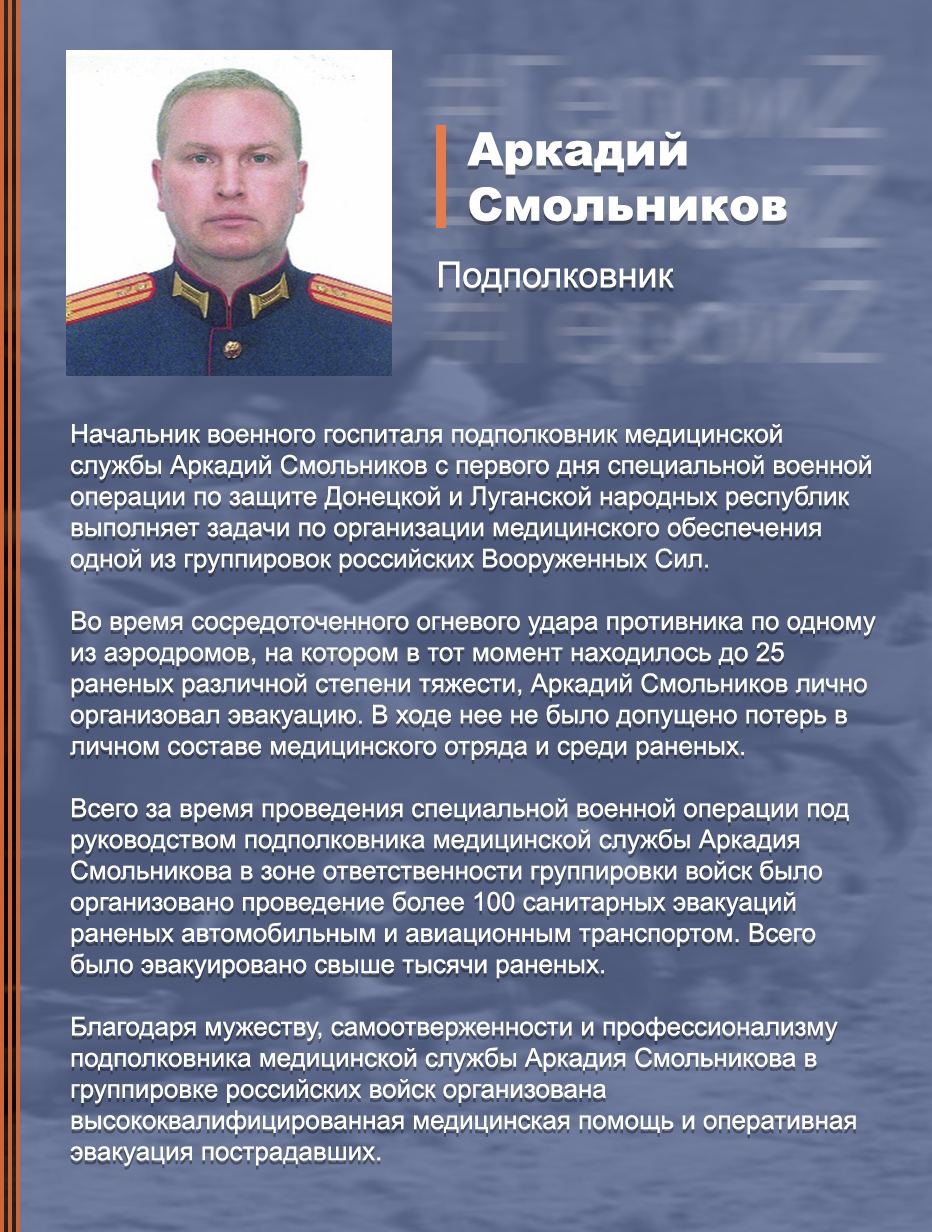 #ГероиZ
#ГероиZ
#ГероиZ
Аркадий
Смольников
Подполковник
Начальник военного госпиталя подполковник медицинской
службы Аркадий Смольников с первого дня специальной военной
операции по защите Донецкой и Луганской народных республик
выполняет задачи по организации медицинского обеспечения
одной из группировок российских Вооруженных Сил.
Во время сосредоточенного огневого удара противника по одному
из аэродромов, на котором в тот момент находилось до 25
раненых различной степени тяжести, Аркадий Смольников лично
организовал эвакуацию. В ходе нее не было допущено потерь в
личном составе медицинского отряда и среди раненых.
Всего за время проведения специальной военной операции под
руководством подполковника медицинской службы Аркадия
Смольникова в зоне ответственности группировки войск было
организовано проведение более 100 санитарных эвакуаций
раненых автомобильным и авиационным транспортом. Всего
было эвакуировано свыше тысячи раненых.
Благодаря мужеству, самоотверженности и профессионализму
подполковника медицинской службы Аркадия Смольникова в
группировке российских войск организована
высококвалифицированная медицинская помощь и оперативная
эвакуация пострадавших.